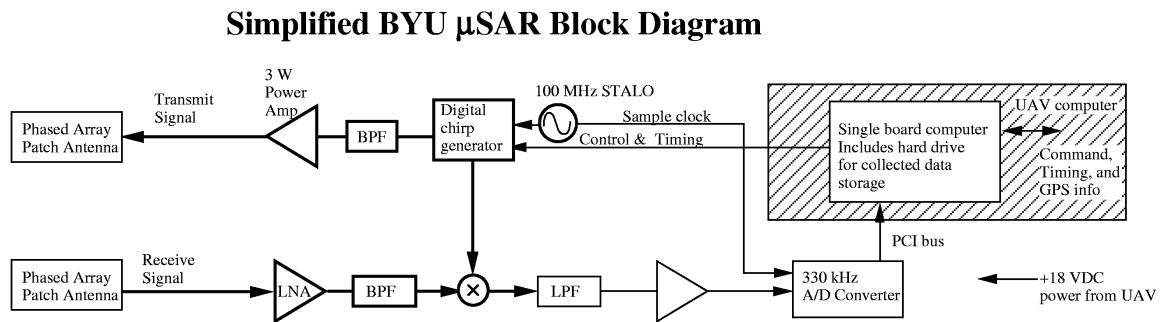 Simplified BYU μSAR Block Diagram
3 W
Power
Amp
Transmit
Signal
Phased Array
Patch Antenna
BPF
Digital
chirp
generator
100 MHz STALO
Sample clock
Control & Timing
Single board computer
Includes hard drive
for collected data
storage
UAV computer
Command,
Timing, and
GPS info
PCI bus
Receive
Signal
Phased Array
Patch Antenna
LNA
BPF
×
LPF
330 kHz
A/D Converter
+18 VDC
power from UAV